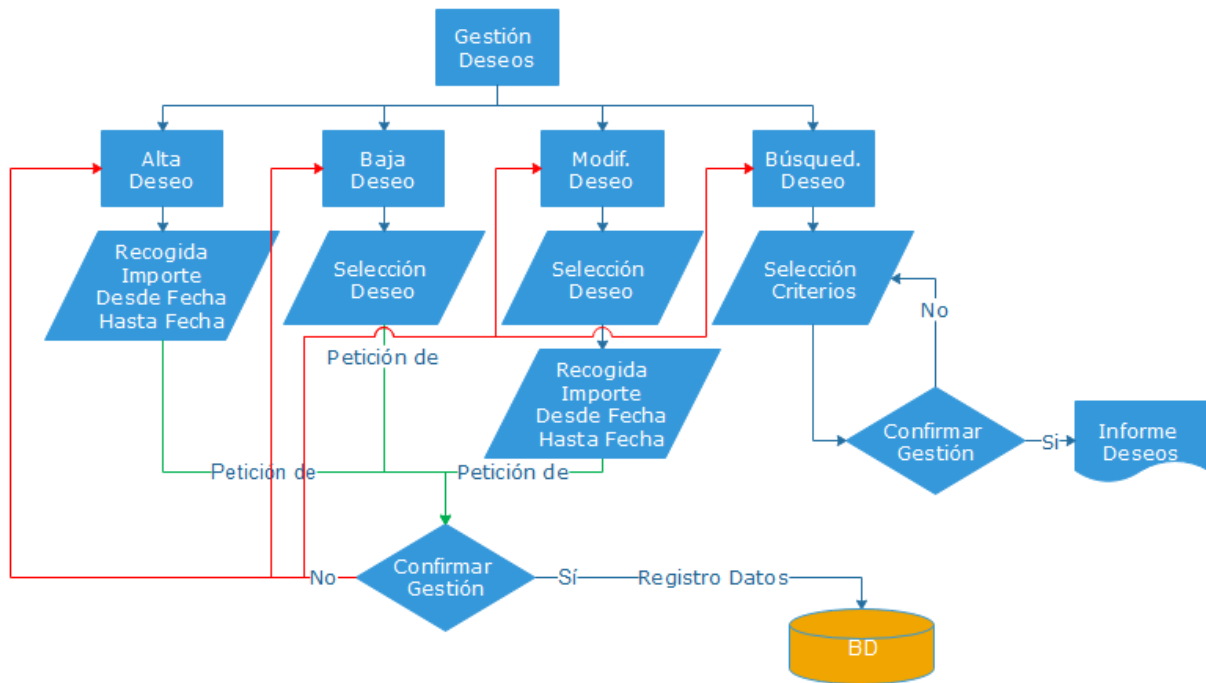 Gestión
Deseos
Alta
Deseo
Baja
Deseo
Modif.
Deseo
Búsqued.
Deseo
Recogida
Importe
Desde Fecha
Hasta Fecha
Selección
Deseo
Selección
Deseo
Selección
Criterios
No
Petición de
Recogida
Importe
Desde Fecha
Hasta Fecha
Confirmar
Gestión
Si
Informe
Deseos
Petición de
Petición de
No
Confirmar
Gestión
Sí
Registro Datos
BD